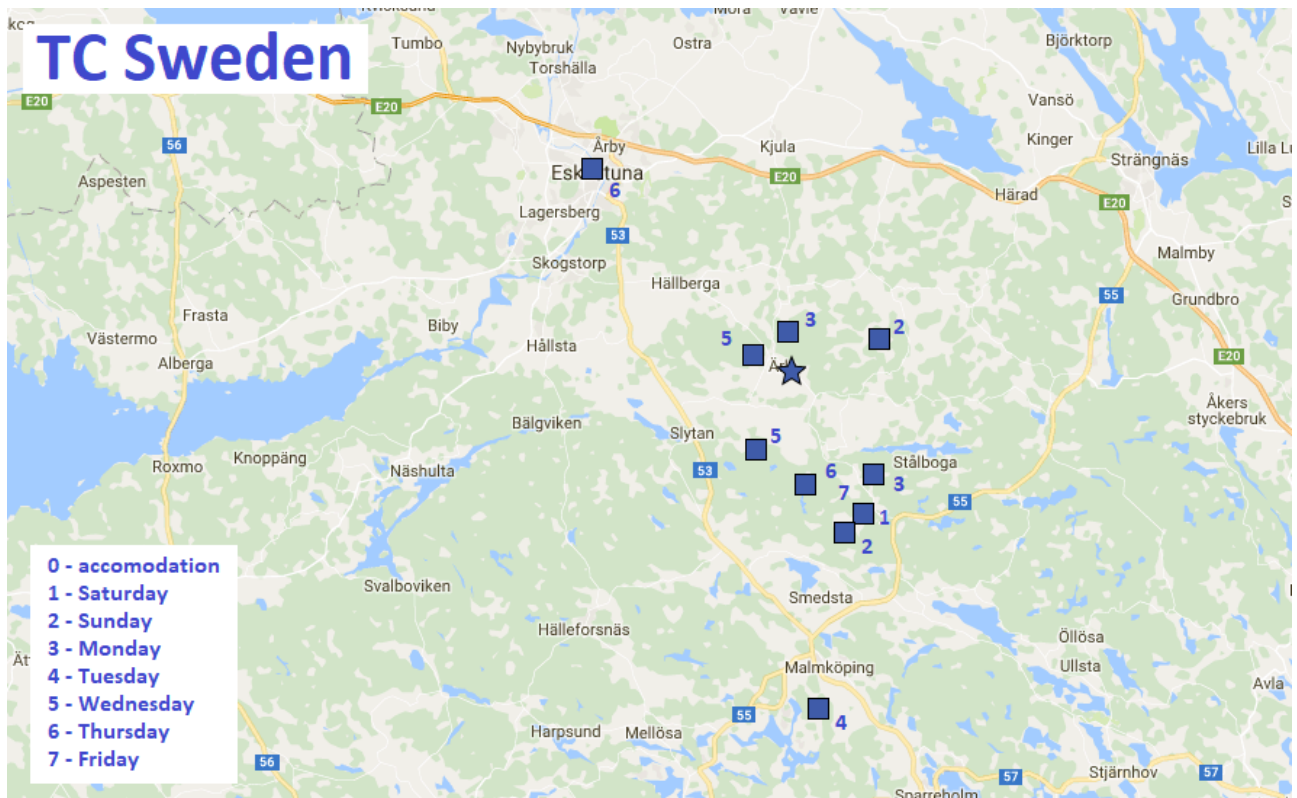 Mora
TC Sweden
Tumbo
Nybybruk
Ostra
Björktorp
Torshälla
E20
E20
Vansö
56
Årby
Kjula
Kinger
Strängnäs
Aspesten
6
E20
Härad
E20
Lagersberg
53
Malmby
Skogstorp
Hällberga
55
Grundbro
Frasta
3
Biby
2
Västermo
Hållsta
5
E20
Alberga
Åkers
styckebruk
Bälgviken
Slytan
5
Roxmo
Knoppäng
Näshulta
53
6
Stålboga
3
7
55
1
2
0 - accomodation
1 - Saturday
2 - Sunday
3 - Monday
4 - Tuesday
5 - Wednesday
6 - Thursday
7 - Friday
Svalboviken
Smedsta
Hälleforsnäs
Öllösa
Malmköping
Ullsta
Avla
55
4
Harpsund
Mellösa
56
57
Stjärnhov
57
Sparreholm